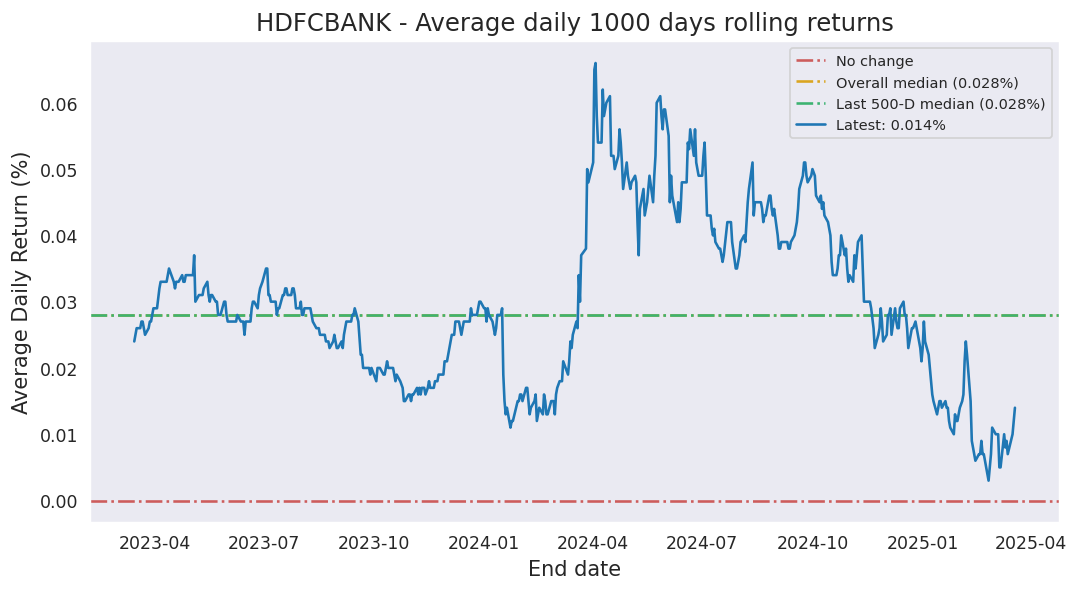 HDFCBANK - Average daily 1000 days rolling returns
No change
Overall median (0.028%)
Last 500-D median (0.028%)
Latest: 0.014%
Average Daily Return (%)
0.06
0.05
0.04
0.03
0.02
0.01
0.00
2023-04 2023-07 2023-10 2024-01 2024-04 2024-07 2024-10 2025-01 2025-04
End date